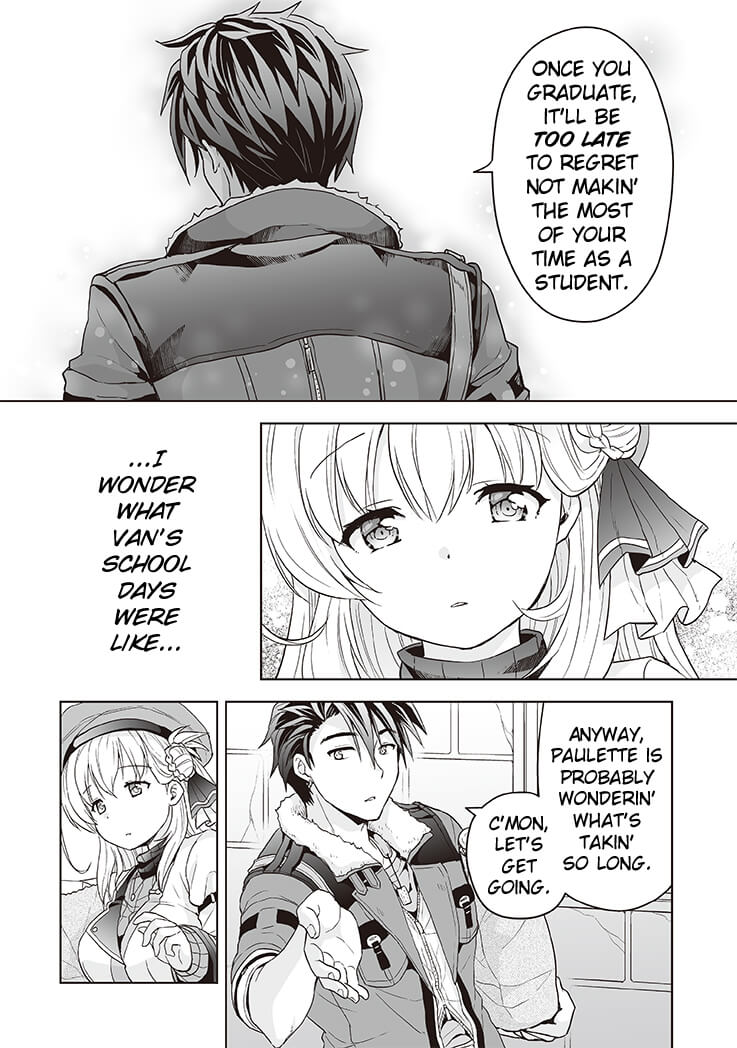 ONCE YOU
GRADUATE,
IT'LL BE
TOO LATE
TO REGRET
NOT MAKIN'
THE MOST
OF YOUR
TIME AS A
STUDENT.
...I
WONDER
WHAT
VAN'S
SCHOOL
DAYS
WERE
LIKE...
ANYWAY,
PAULETTE IS
PROBABLY
WONDERIN'
WHAT'S
TAKIN'
SO LONG.
C'MON,
LET'S
GET
GOING.